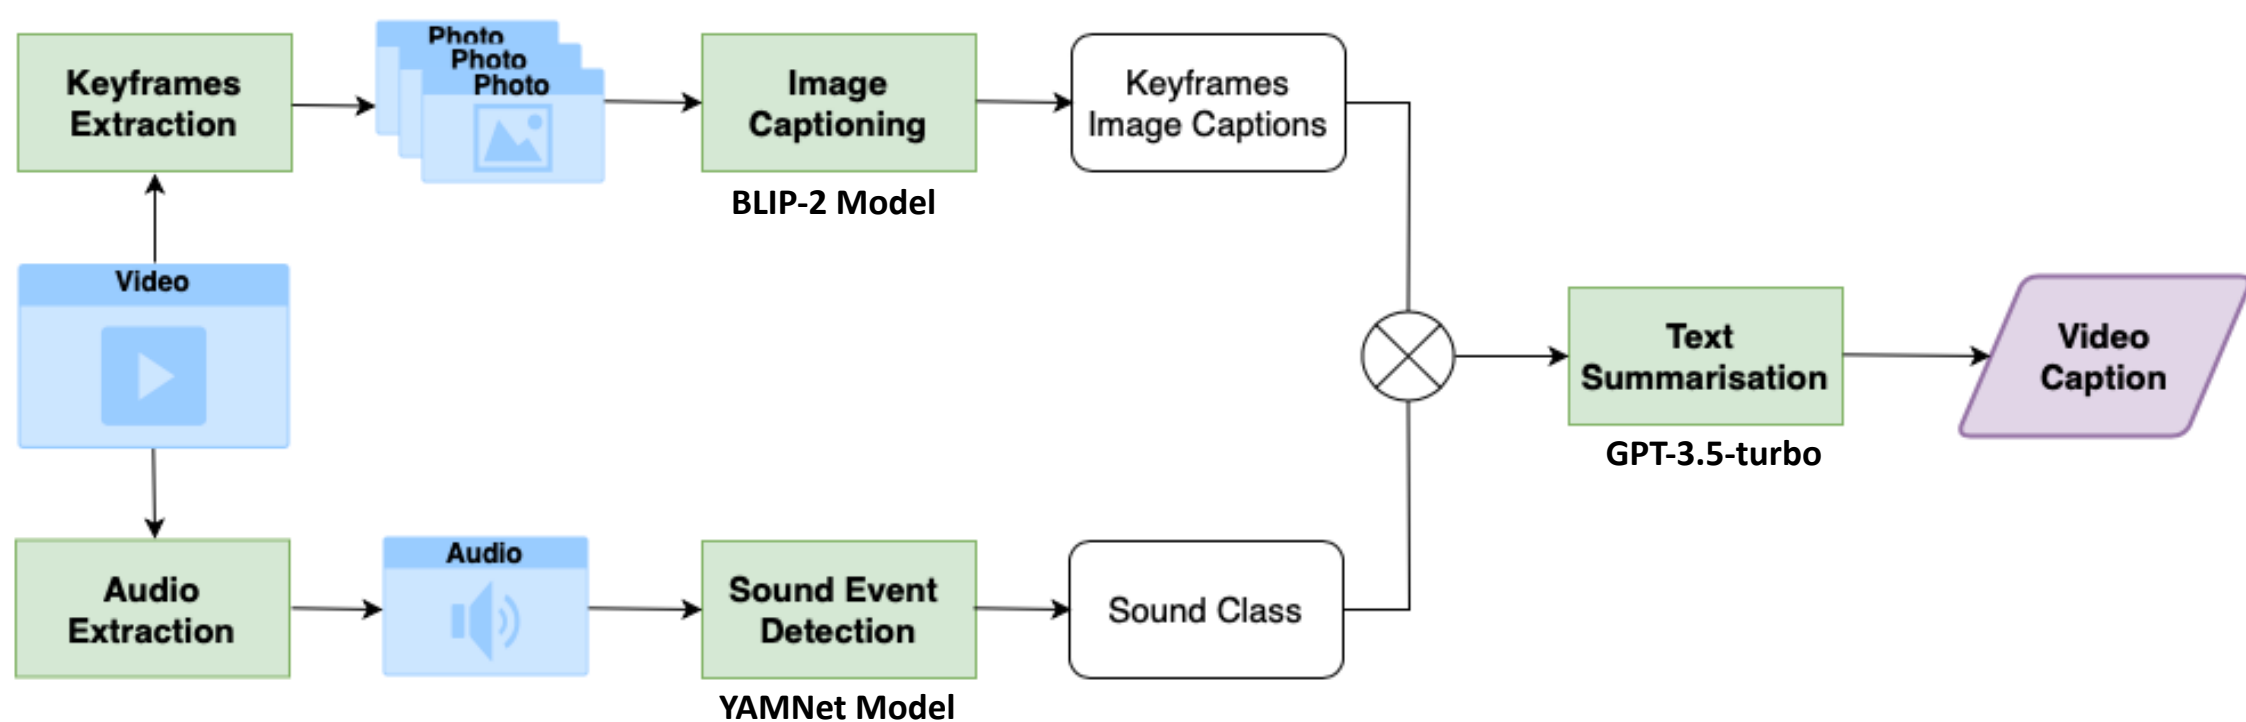 Keyframes
Extraction
Photo
Photo
Photo
Image
Captioning
BLIP-2 Model
Keyframes
Image Captions
Video
Text
Summarisation
GPT-3.5-turbo
Video
Caption
Audio
Extraction
Audio
Sound Event
Detection
YAMNet Model
Sound Class